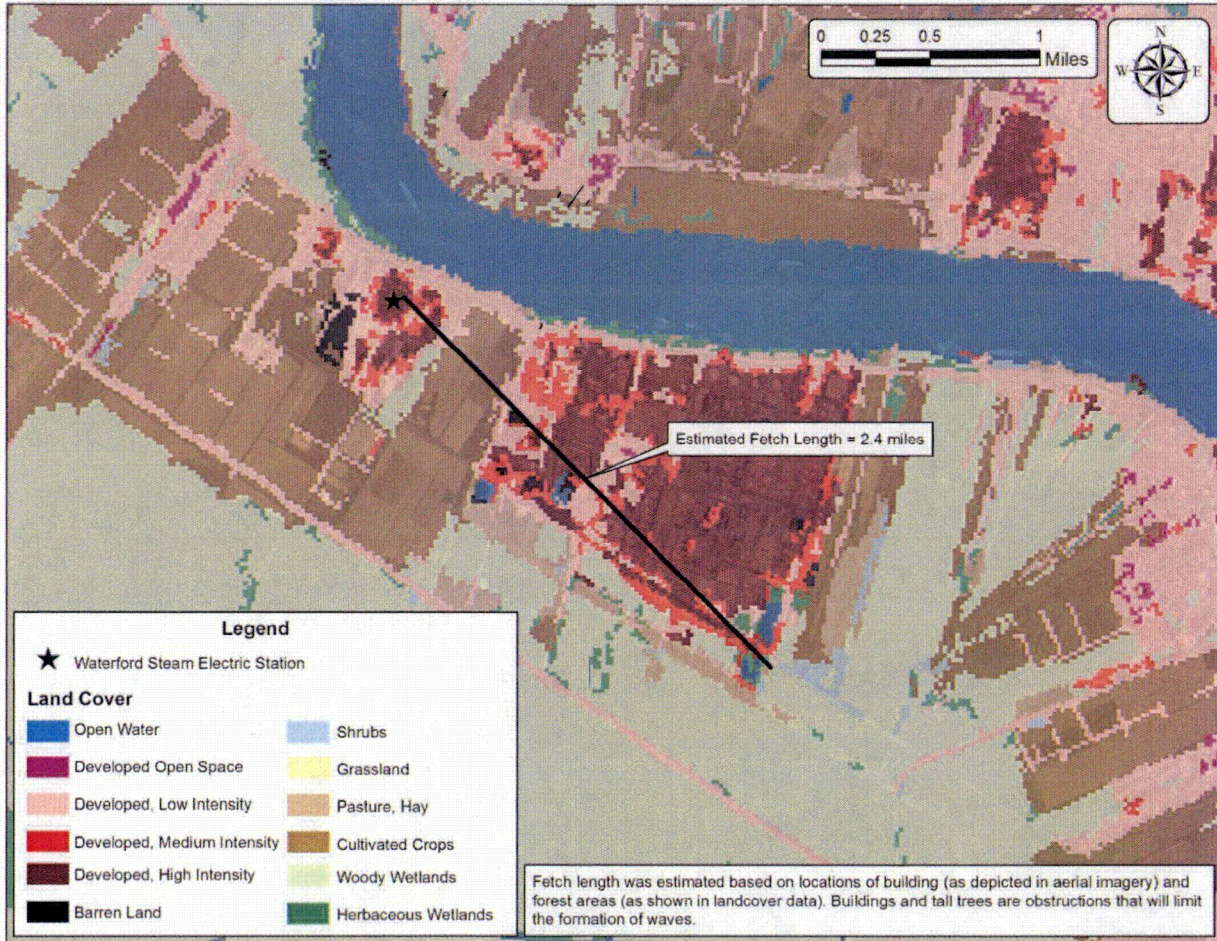 0 0.25 0.5 1
Miles
N
W E
S
Estimated Fetch Length = 2.4 miles
Legend
Waterford Steam Electric Station
Land Cover
Open Water
Developed Open Space
Developed, Low Intensity
Developed, Medium Intensity
Developed, High Intensity
Barren Land
Shrubs
Grassland
Pasture, Hay
Cultivated Crops
Woody Wetlands
Herbaceous Wetlands
Fetch length was estimated based on locations of building (as depicted in aerial imagery) and
forest areas (as shown in landcover data). Buildings and tall trees are obstructions that will limit
the formation of waves.